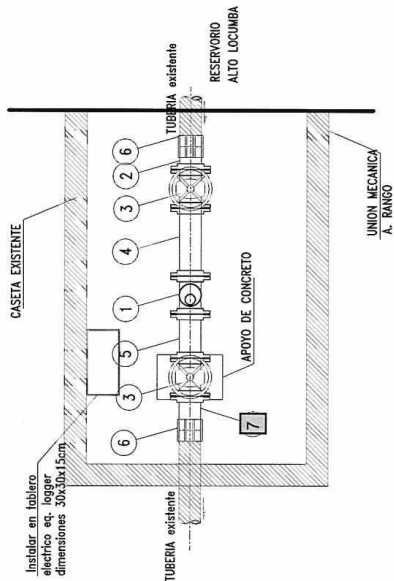 CASETA EXISTENTE
Instalar en tablero
electrico eq. logger
dimensiones 30x30x15cm
TUBERIA existente
RESERVORIO
ALTO LOCUMBA
6
2
3
4
1
5
3
6
7
APOYO DE CONCRETO
UNION MECANICA
A. RANGO
TUBERIA existente